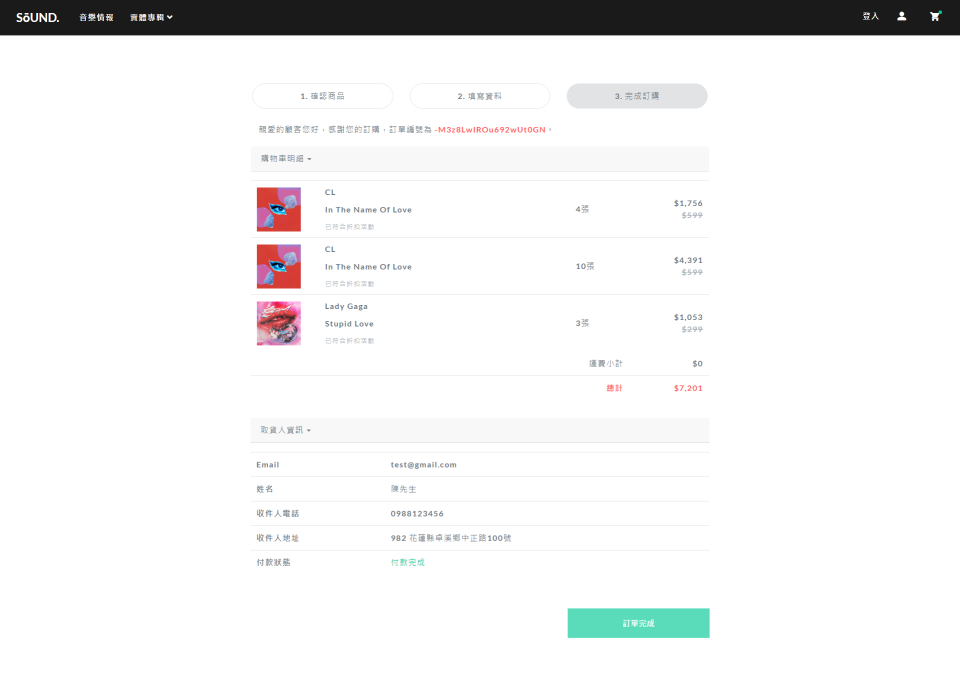 SōUND. 音樂情報 實體專輯 登入
1. 確認商品 2. 填寫資料 3. 完成訂購
親愛的顧客您好，感謝您的訂購，訂單編號為 -M3z8LwIROu692wUt0GN。
購物車明細
CL
In The Name Of Love
已符合折扣活動
4張
$1,756
$599
CL
In The Name Of Love
已符合折扣活動
10張
$4,391
$599
Lady Gaga
Stupid Love
已符合折扣活動
3張
$1,053
$299
運費小計 $0
總計 $7,201
取貨人資訊
Email test@gmail.com
姓名 陳先生
收件人電話 0988123456
收件人地址 982 花蓮縣卓溪鄉中正路100號
付款狀態 付款完成
訂單完成